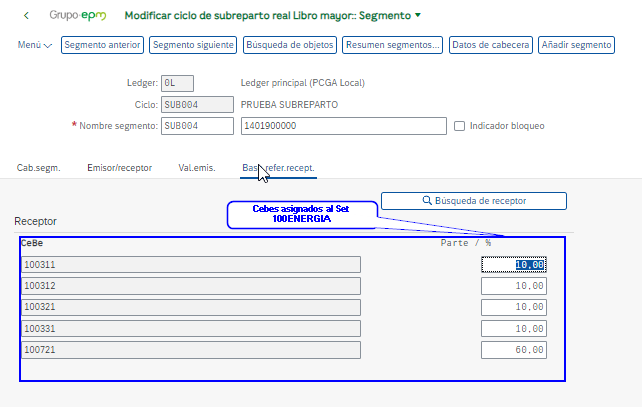 Grupo·epm Modificar ciclo de subreparto real Libro mayor:: Segmento
Menú Segmento anterior Segmento siguiente Búsqueda de objetos Resumen segmentos... Datos de cabecera Añadir segmento
Ledger: 0L Ledger principal (PCGA Local)
Ciclo: SUB004 PRUEBA SUBREPARTO
* Nombre segmento: SUB004 1401900000 Indicador bloqueo
Cab.segm. Emisor/receptor Val.emis. Bas. refer.recept.
Búsqueda de receptor
Cebes asignados al Set
100ENERGIA
Receptor
CeBe Parte / %
100311 10.00
100312 10.00
100321 10.00
100331 10.00
100721 60.00